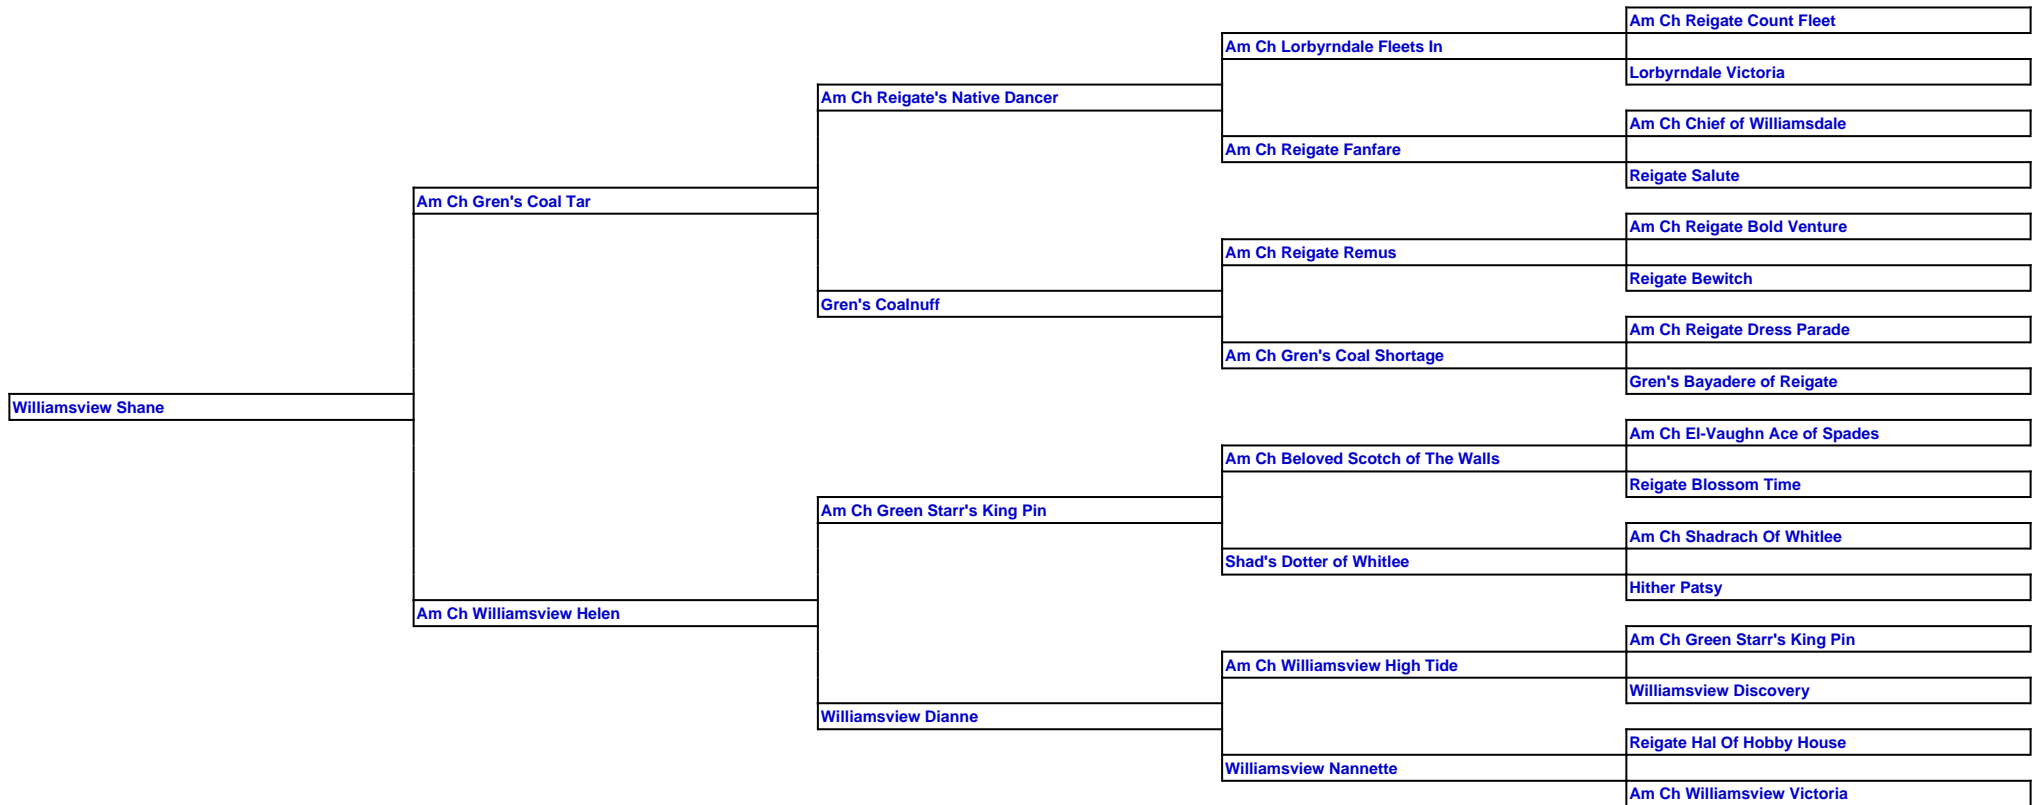 Am Ch Reigate Count Fleet
Am Ch Lorbyrndale Fleets In
Lorbyrndale Victoria
Am Ch Reigate's Native Dancer
Am Ch Chief of Williamsdale
Am Ch Reigate Fanfare
Reigate Salute
Am Ch Gren's Coal Tar
Am Ch Reigate Bold Venture
Am Ch Reigate Remus
Reigate Bewitch
Gren's Coalnuff
Am Ch Reigate Dress Parade
Am Ch Gren's Coal Shortage
Gren's Bayadere of Reigate
Williamsview Shane
Am Ch El-Vaughn Ace of Spades
Am Ch Beloved Scotch of The Walls
Reigate Blossom Time
Am Ch Green Starr's King Pin
Am Ch Shadrach Of Whitlee
Shad's Dotter of Whitlee
Hither Patsy
Am Ch Williamsview Helen
Am Ch Green Starr's King Pin
Am Ch Williamsview High Tide
Williamsview Discovery
Williamsview Dianne
Reigate Hal Of Hobby House
Williamsview Nannette
Am Ch Williamsview Victoria